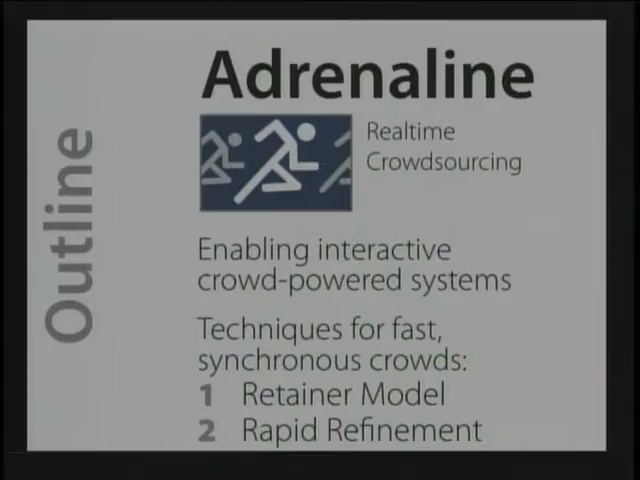 Outline
Adrenaline
Realtime
Crowdsourcing
Enabling interactive
crowd-powered systems
Techniques for fast,
synchronous crowds:
1 Retainer Model
2 Rapid Refinement